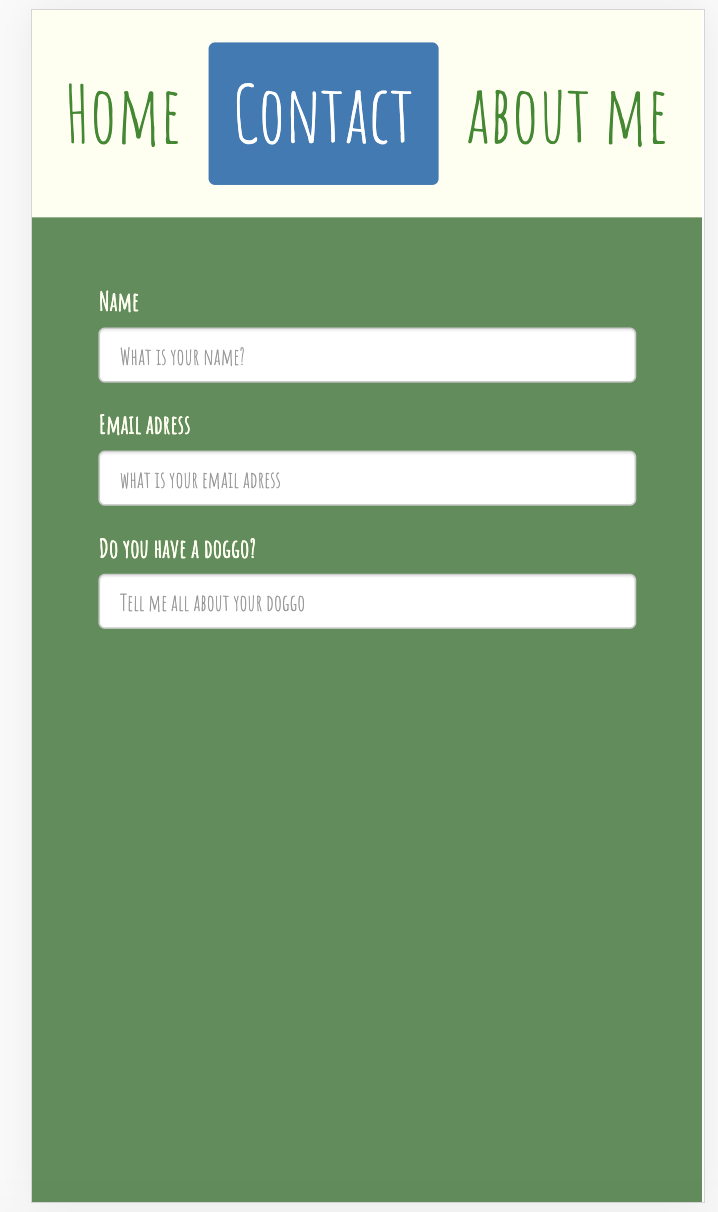 Home Contact about me
Name
What is your name?
Email adress
what is your email adress
Do you have a doggo?
Tell me all about your doggo